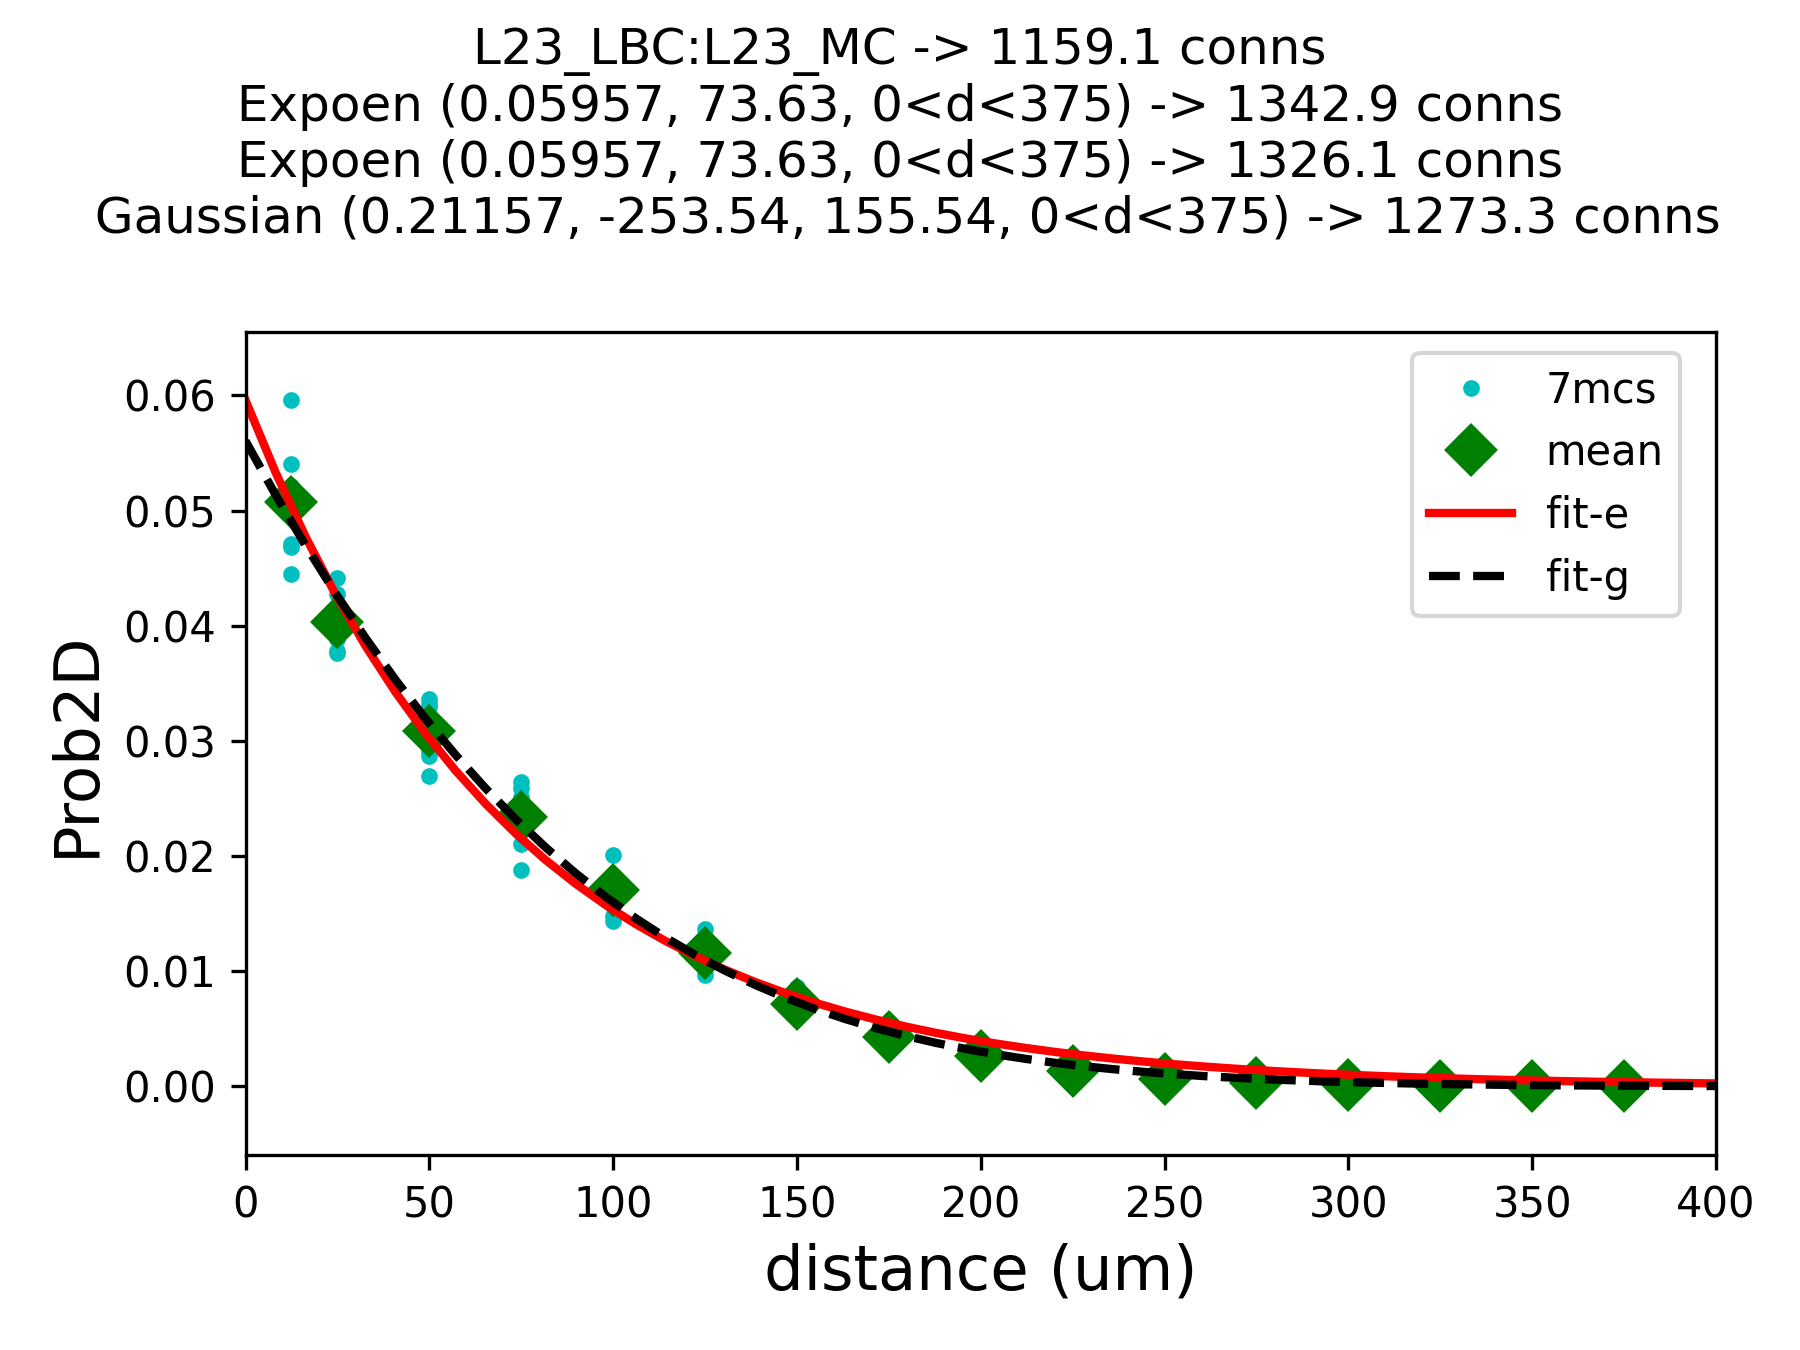 L23_LBC:L23_MC -> 1159.1 conns
Expoen (0.05957, 73.63, 0<d<375) -> 1342.9 conns
Expoen (0.05957, 73.63, 0<d<375) -> 1326.1 conns
Gaussian (0.21157, -253.54, 155.54, 0<d<375) -> 1273.3 conns
7mcs
mean
fit-e
fit-g
Prob2D
0.06
0.05
0.04
0.03
0.02
0.01
0.00
0 50 100 150 200 250 300 350 400
distance (um)